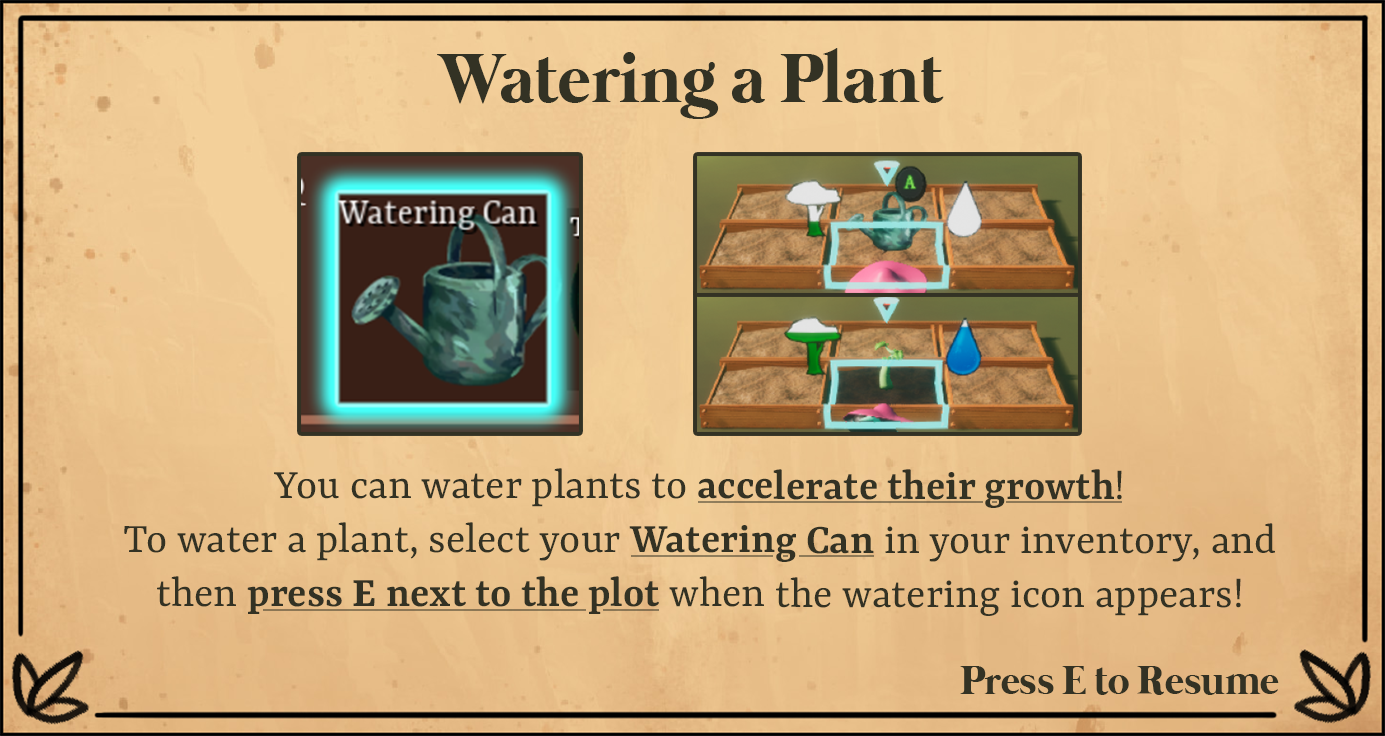 Watering a Plant
Watering Can
A
You can water plants to accelerate their growth!
To water a plant, select your Watering Can in your inventory, and
then press E next to the plot when the watering icon appears!
Press E to Resume